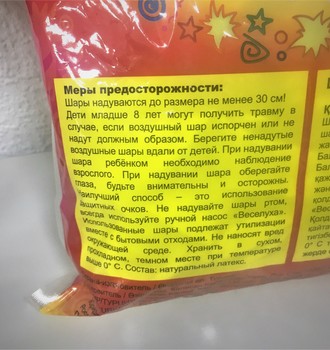 Меры предосторожности:
Шары надуваются до размера не менее 30 см!
Дети младше 8 лет могут получить травму в
случае, если воздушный шар испорчен или не
надут должным образом. Берегите ненадутые
воздушные шары вдали от детей. При надувании
шара ребёнком необходимо наблюдение
взрослого. При надувании шара оберегайте
глаза, будьте внимательны и осторожны.
Наилучший способ – это использование
защитных очков. Не надувайте шары ртом,
всегда используйте ручной насос «Веселуха».
Использованные шары подлежат утилизации
вместе с бытовыми отходами. Не наносят вред
окружающей среде. Хранить в сухом,
прохладном, темном месте при температуре
выше 0° С. Состав: натуральный латекс.